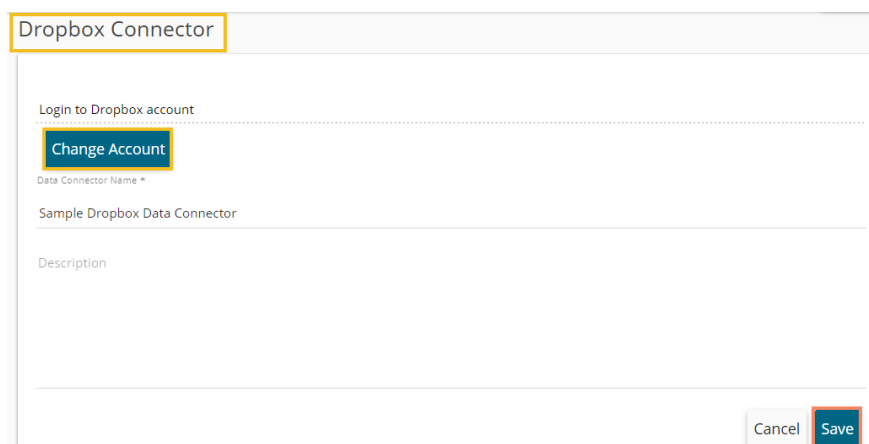 Dropbox Connector
Login to Dropbox account
Change Account
Data Connector Name *
Sample Dropbox Data Connector
Description
Cancel Save